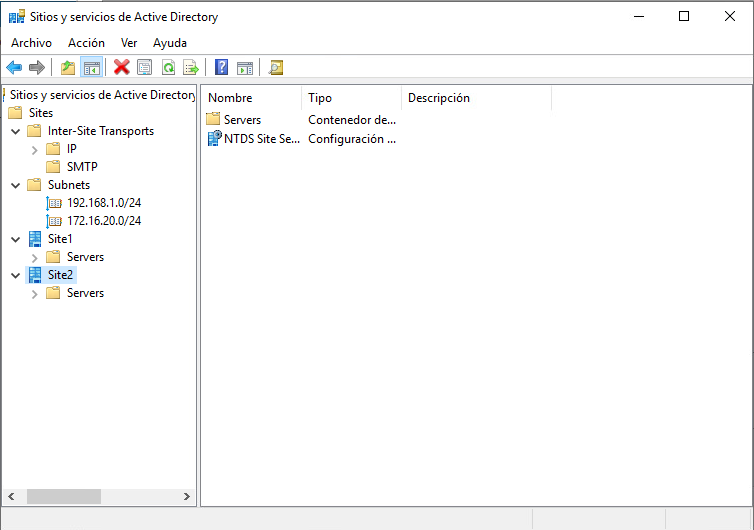 Sitios y servicios de Active Directory
Archivo Acción Ver Ayuda
Sitios y servicios de Active Directory
Sites
Inter-Site Transports
IP
SMTP
Subnets
192.168.1.0/24
172.16.20.0/24
Site1
Servers
Site2
Servers
Nombre Tipo Descripción
Servers Contenedor de...
NTDS Site Se... Configuración ...